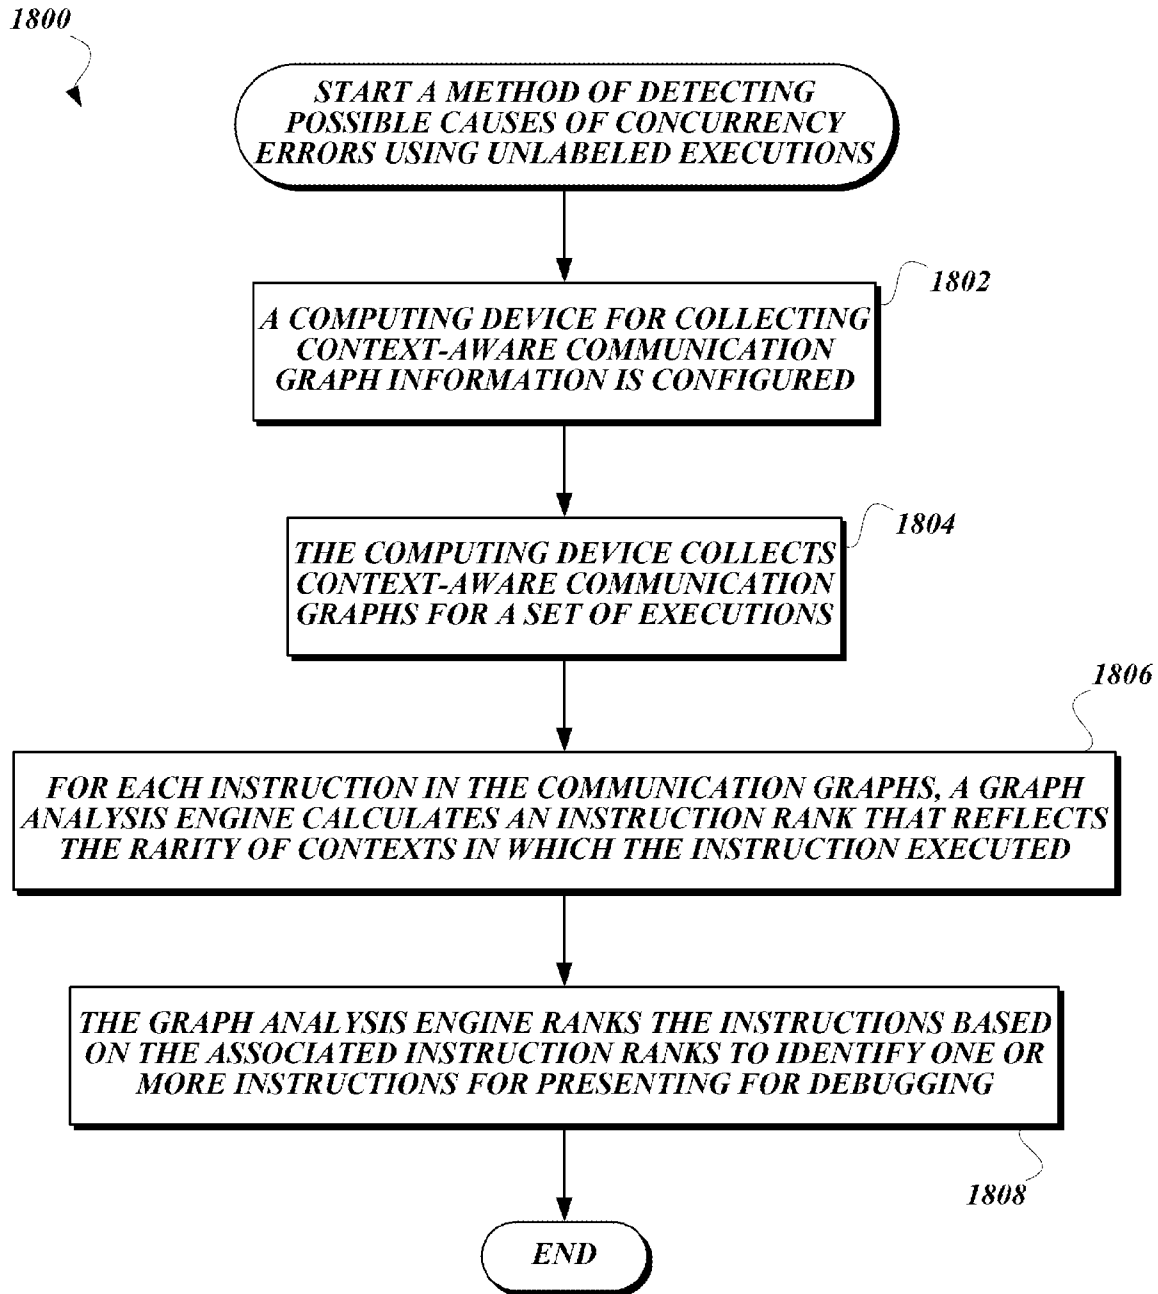 1800
START A METHOD OF DETECTING
POSSIBLE CAUSES OF CONCURRENCY
ERRORS USING UNLABELED EXECUTIONS
1802
A COMPUTING DEVICE FOR COLLECTING
CONTEXT-AWARE COMMUNICATION
GRAPH INFORMATION IS CONFIGURED
1804
THE COMPUTING DEVICE COLLECTS
CONTEXT-AWARE COMMUNICATION
GRAPHS FOR A SET OF EXECUTIONS
1806
FOR EACH INSTRUCTION IN THE COMMUNICATION GRAPHS, A GRAPH
ANALYSIS ENGINE CALCULATES AN INSTRUCTION RANK THAT REFLECTS
THE RARITY OF CONTEXTS IN WHICH THE INSTRUCTION EXECUTED
THE GRAPH ANALYSIS ENGINE RANKS THE INSTRUCTIONS BASED
ON THE ASSOCIATED INSTRUCTION RANKS TO IDENTIFY ONE OR
MORE INSTRUCTIONS FOR PRESENTING FOR DEBUGGING
1808
END